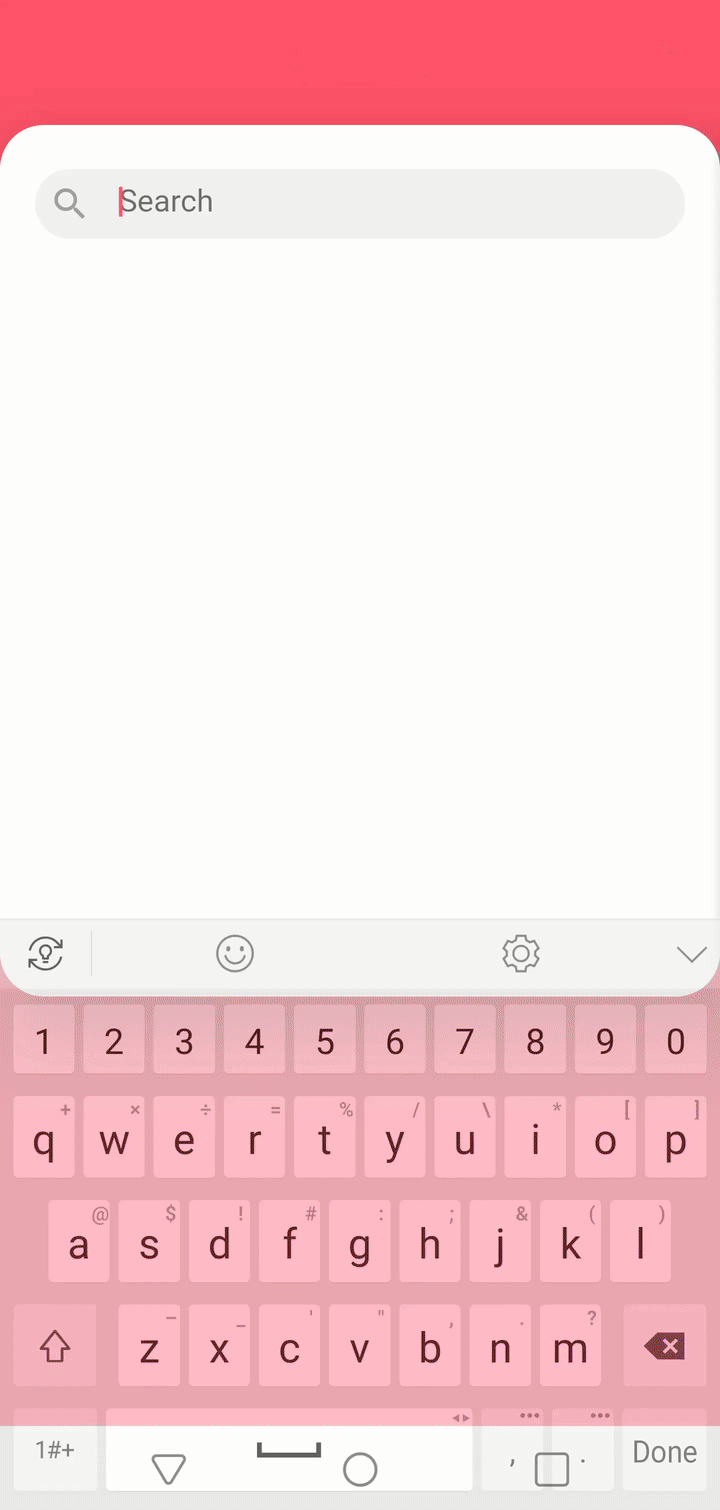 Search
1 2 3 4 5 6 7 8 9 0
+ × ÷ = % / \ * [ ]
q w e r t y u i o p
@ $ ! # : ; & ( )
a s d f g h j k l
– _ ' " , . ?
z x c v b n m
1#+ , . Done